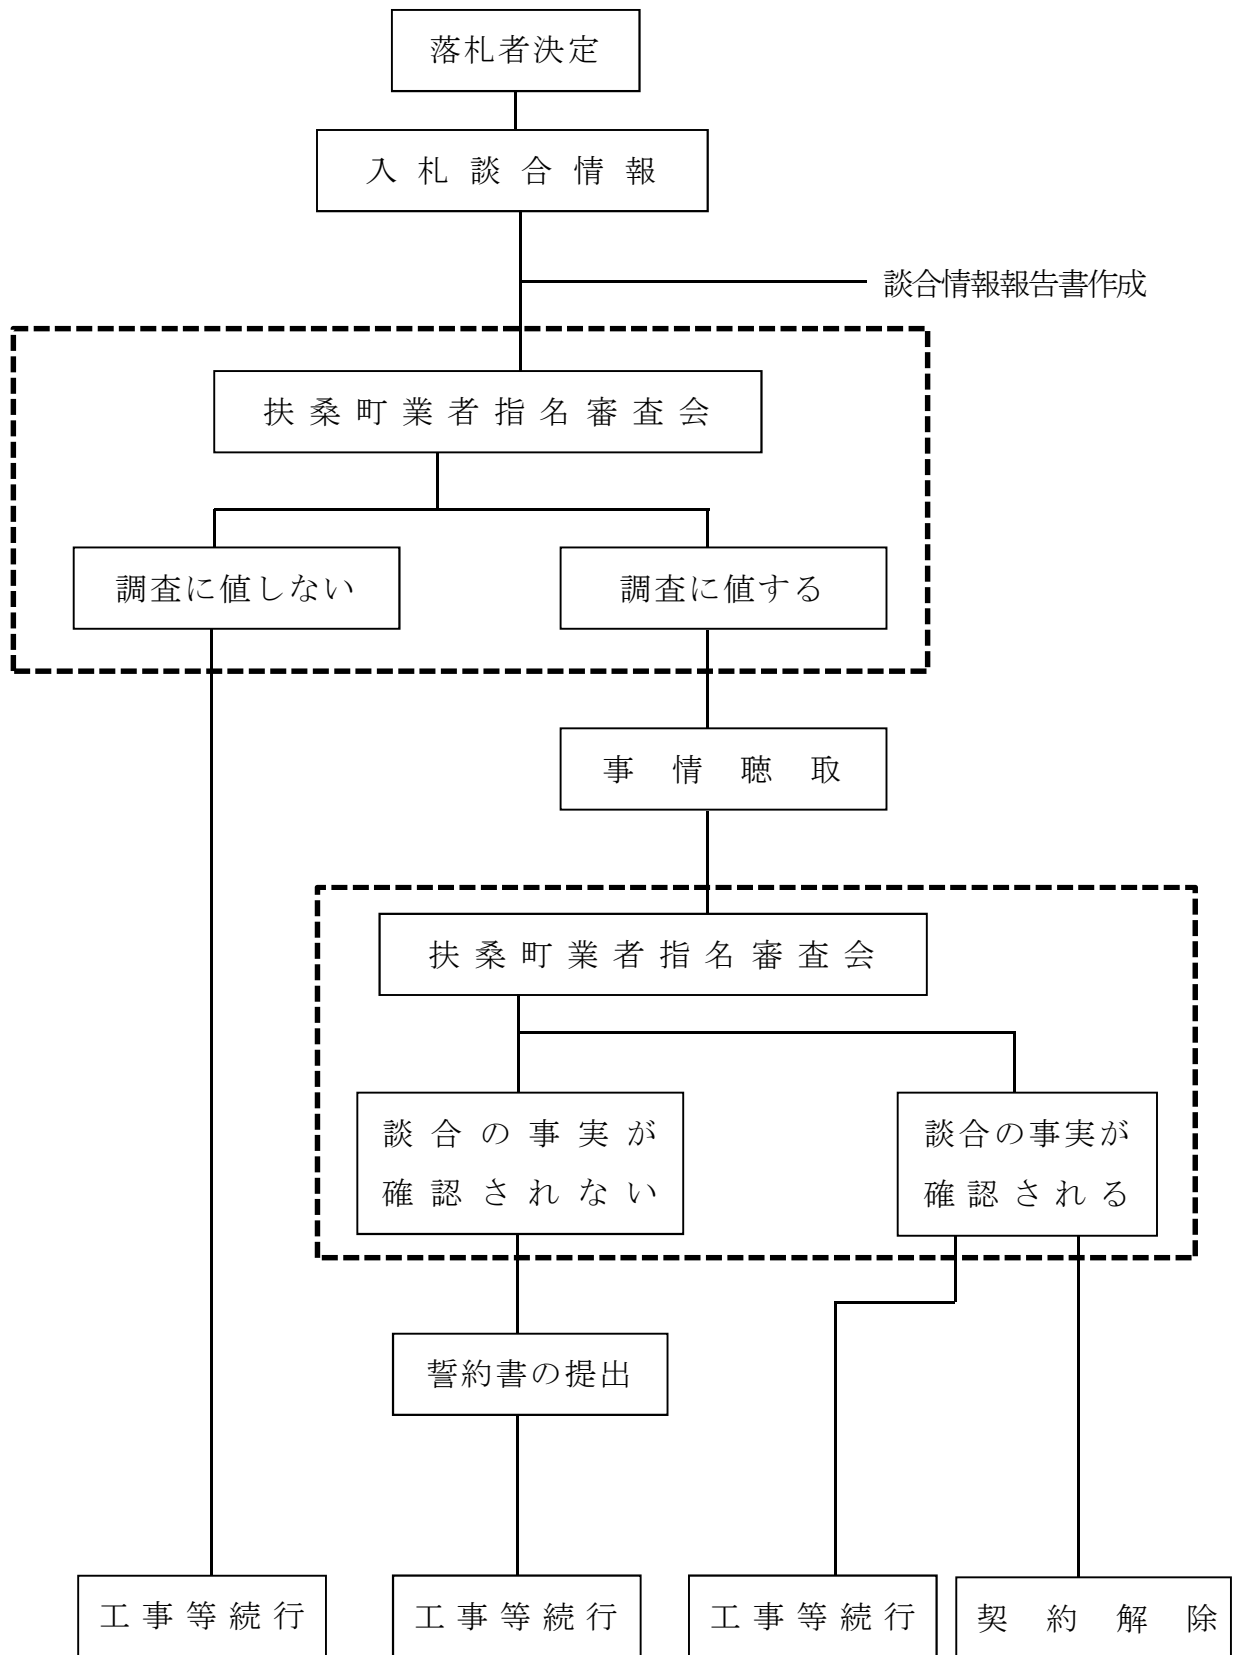 落札者決定
入札談合情報
談合情報報告書作成
扶桑町業者指名審査会
調査に値しない
調査に値する
事情聴取
扶桑町業者指名審査会
談合の事実が
確認されない
談合の事実が
確認される
誓約書の提出
工事等続行
工事等続行
工事等続行
契約解除